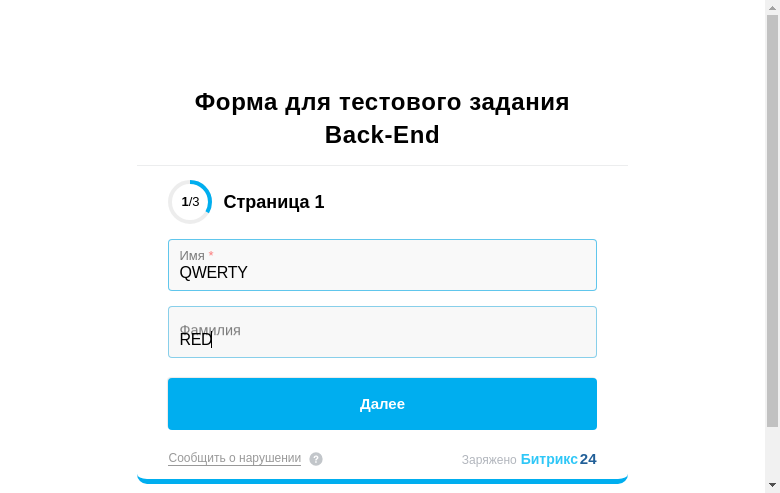 Форма для тестового задания
Back-End
1/3 Страница 1
Имя *
QWERTY
Фамилия
RED
Далее
Сообщить о нарушении ? Заряжено Битрикс24